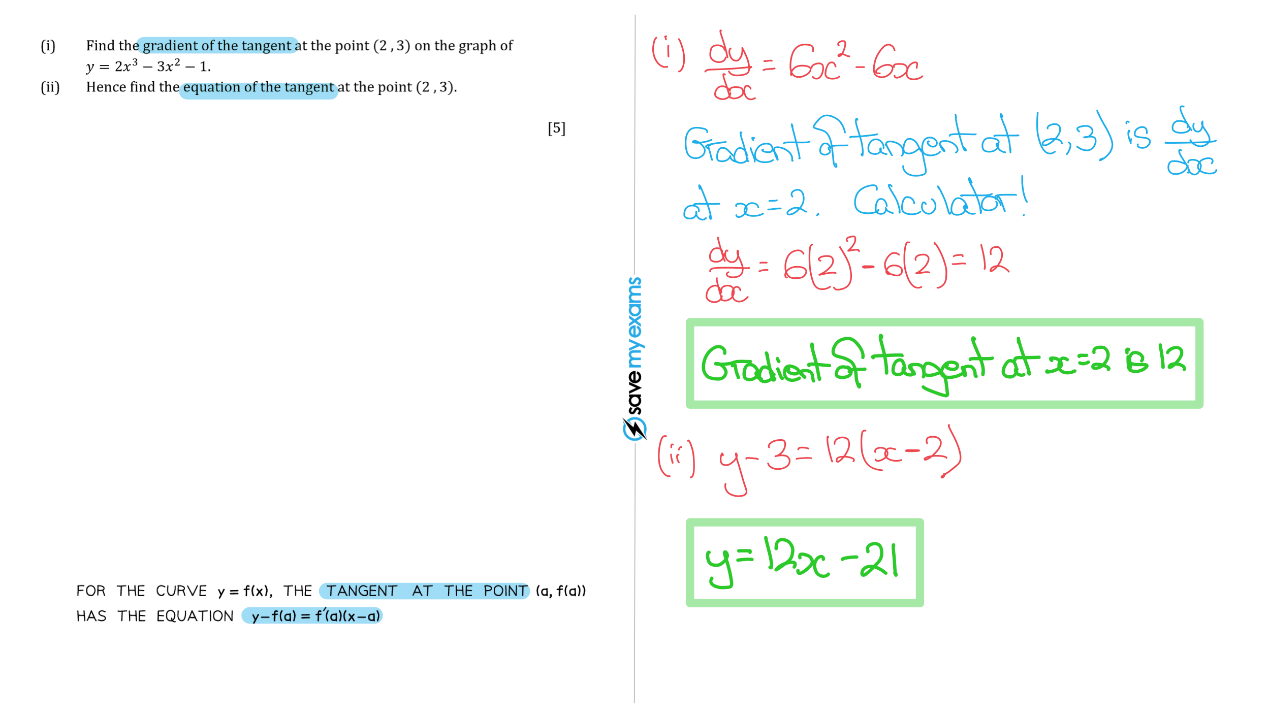 (i) Find the gradient of the tangent at the point (2 , 3) on the graph of
y = 2x³ − 3x² − 1.
(ii) Hence find the equation of the tangent at the point (2 , 3).
[5]
FOR THE CURVE y = f(x), THE TANGENT AT THE POINT (a, f(a))
HAS THE EQUATION y−f(a) = f′(a)(x−a)
save my exams
(i) dy/dx = 6x² - 6x
Gradient of tangent at (2,3) is dy/dx
at x=2. Calculator!
dy/dx = 6(2)² - 6(2) = 12
Gradient of tangent at x=2 is 12
(ii) y-3=12(x-2)
y=12x-21